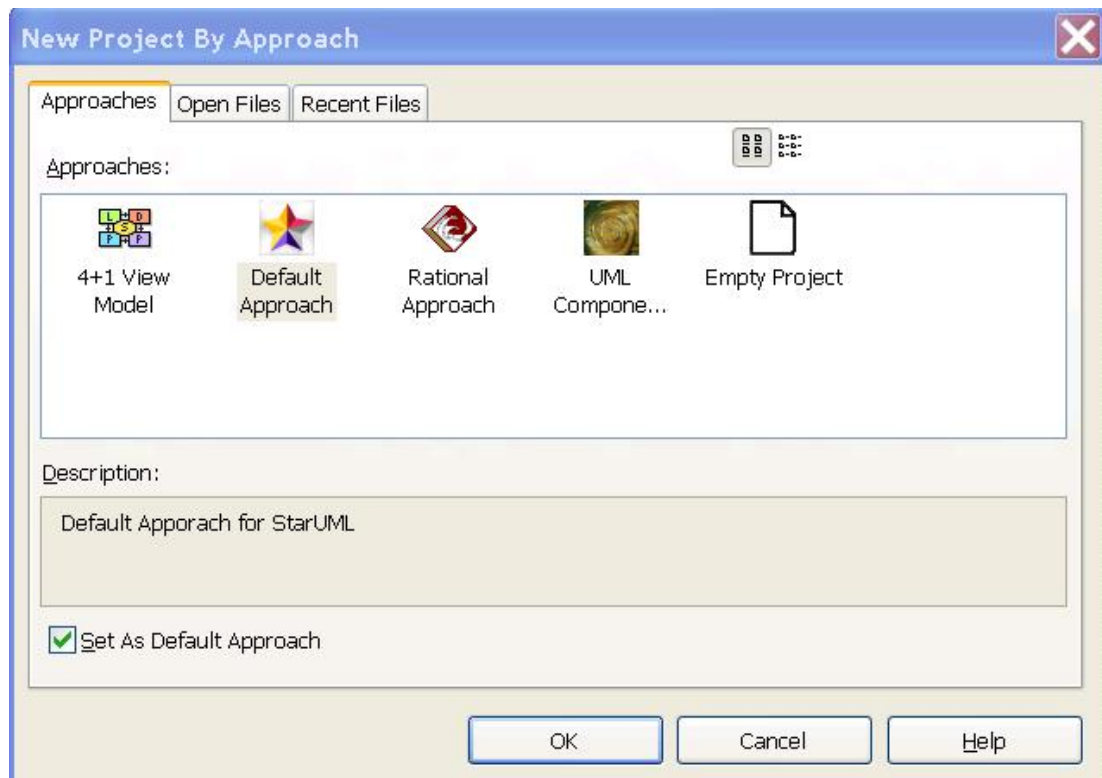 New Project By Approach
Approaches
Open Files
Recent Files
Approaches:
L D
S
P P
4+1 View
Model
Default
Approach
Rational
Approach
UML
Compone...
Empty Project
Description:
Default Apporach for StarUML
Set As Default Approach
OK
Cancel
Help